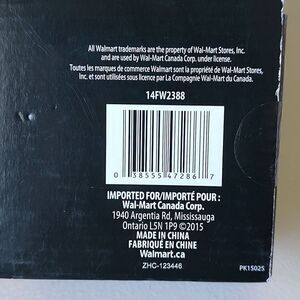 All Walmart trademarks are the property of Wal-Mart Stores, Inc.
and are used by Wal-Mart Canada Corp. under license.
Toutes les marques de commerce Walmart sont la propriété de Wal-Mart Stores,
Inc. et sont utilisées sous licence par La Compagnie Wal-Mart du Canada.
14FW2388
0 38555 47286 7
IMPORTED FOR/IMPORTÉ POUR :
Wal-Mart Canada Corp.
1940 Argentia Rd, Mississauga
Ontario L5N 1P9 ©2015
MADE IN CHINA
FABRIQUÉ EN CHINE
Walmart.ca
ZHC-123446
PK15025